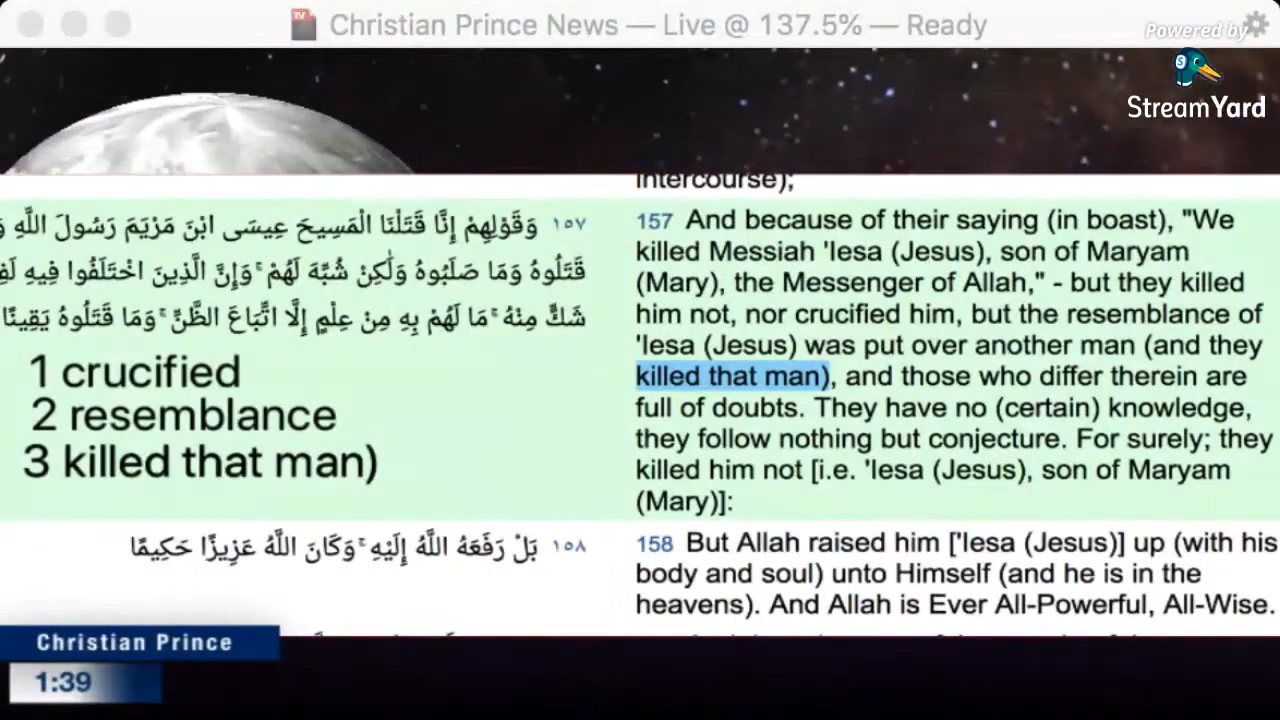 Christian Prince News — Live @ 137.5% — Ready
Powered by
StreamYard
intercourse);
١٥٧ وَقَوْلِهِمْ إِنَّا قَتَلْنَا الْمَسِيحَ عِيسَى ابْنَ مَرْيَمَ رَسُولَ اللَّهِ
قَتَلُوهُ وَمَا صَلَبُوهُ وَلَٰكِنْ شُبِّهَ لَهُمْ ۚ وَإِنَّ الَّذِينَ اخْتَلَفُوا فِيهِ
شَكٍّ مِنْهُ ۚ مَا لَهُمْ بِهِ مِنْ عِلْمٍ إِلَّا اتِّبَاعَ الظَّنِّ ۚ وَمَا قَتَلُوهُ يَقِينًا
1 crucified
2 resemblance
3 killed that man)
157 And because of their saying (in boast), "We
killed Messiah 'Iesa (Jesus), son of Maryam
(Mary), the Messenger of Allah," - but they killed
him not, nor crucified him, but the resemblance of
'Iesa (Jesus) was put over another man (and they
killed that man), and those who differ therein are
full of doubts. They have no (certain) knowledge,
they follow nothing but conjecture. For surely; they
killed him not [i.e. 'Iesa (Jesus), son of Maryam
(Mary)]:
١٥٨ بَلْ رَفَعَهُ اللَّهُ إِلَيْهِ ۚ وَكَانَ اللَّهُ عَزِيزًا حَكِيمًا
158 But Allah raised him ['Iesa (Jesus)] up (with his
body and soul) unto Himself (and he is in the
heavens). And Allah is Ever All-Powerful, All-Wise.
Christian Prince
1:39